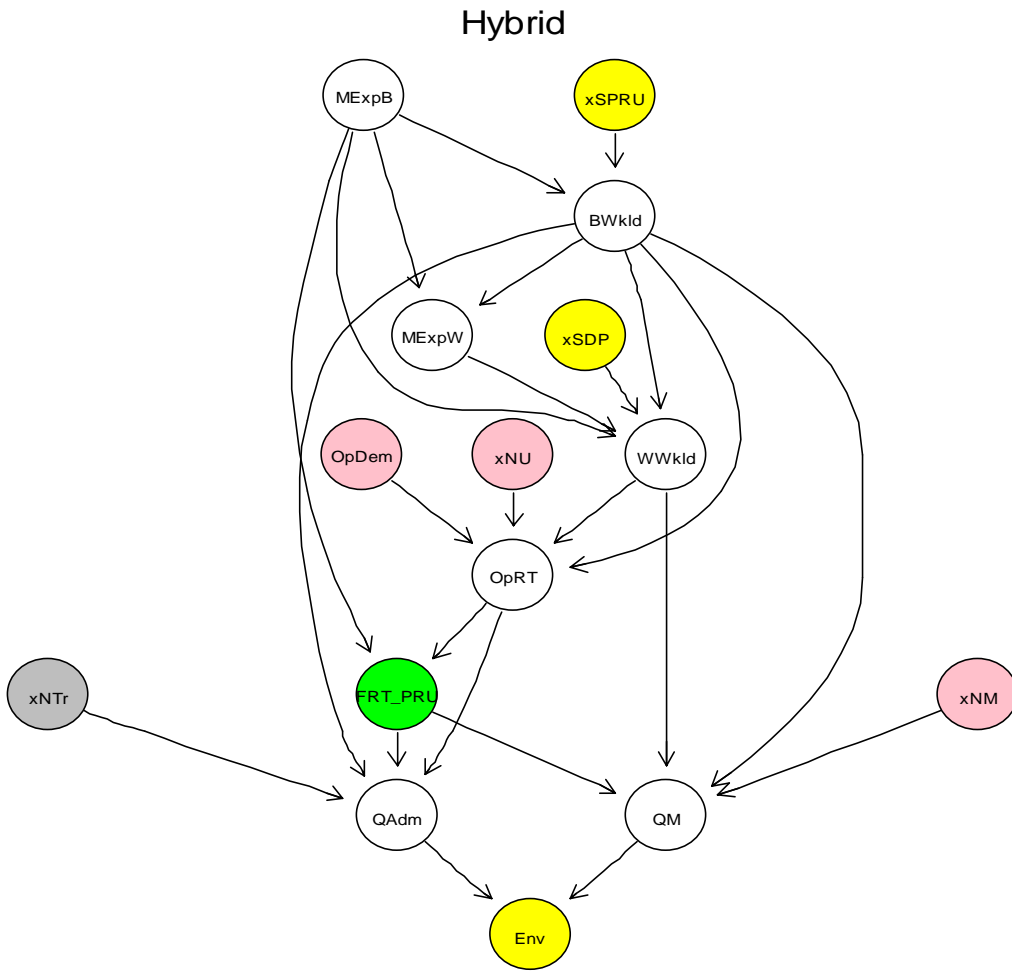 Hybrid
MExpB
xSPRU
BWkld
MExpW
xSDP
OpDem
xNU
WWkld
OpRT
xNTr
FRT_PRU
xNM
QAdm
QM
Env